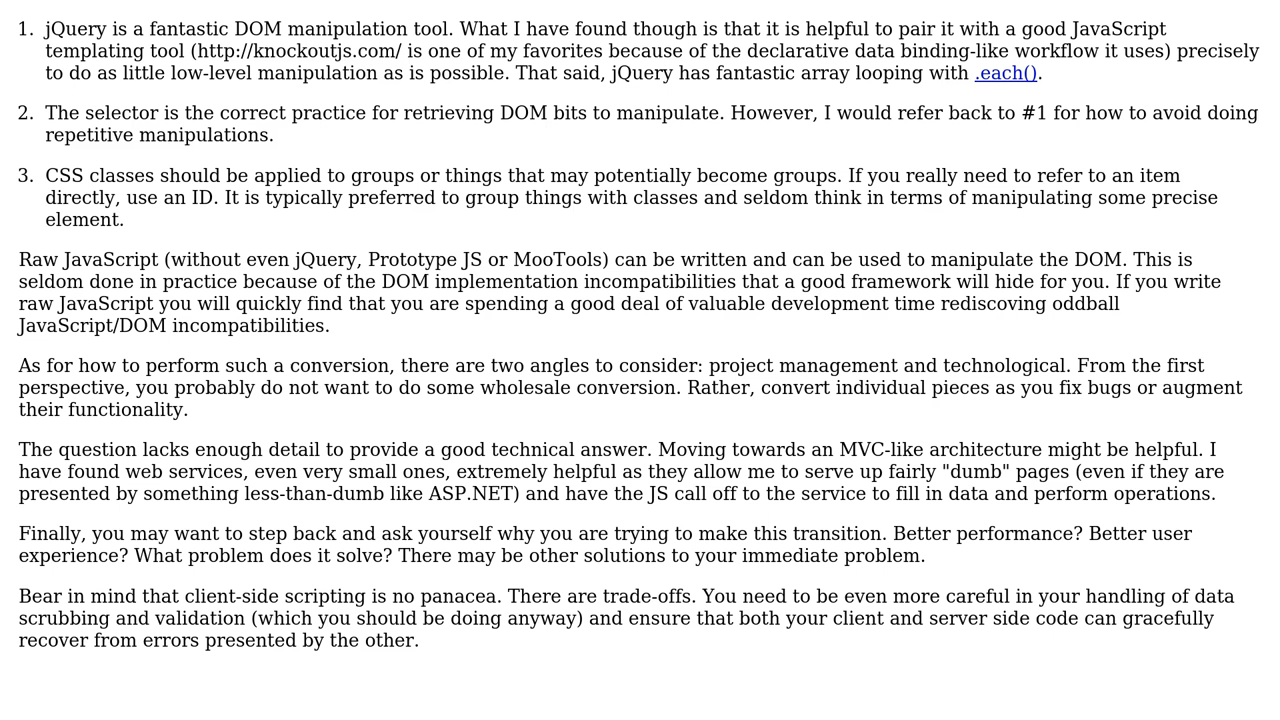 1. jQuery is a fantastic DOM manipulation tool. What I have found though is that it is helpful to pair it with a good JavaScript
templating tool (http://knockoutjs.com/ is one of my favorites because of the declarative data binding-like workflow it uses) precisely
to do as little low-level manipulation as is possible. That said, jQuery has fantastic array looping with .each().
2. The selector is the correct practice for retrieving DOM bits to manipulate. However, I would refer back to #1 for how to avoid doing
repetitive manipulations.
3. CSS classes should be applied to groups or things that may potentially become groups. If you really need to refer to an item
directly, use an ID. It is typically preferred to group things with classes and seldom think in terms of manipulating some precise
element.
Raw JavaScript (without even jQuery, Prototype JS or MooTools) can be written and can be used to manipulate the DOM. This is
seldom done in practice because of the DOM implementation incompatibilities that a good framework will hide for you. If you write
raw JavaScript you will quickly find that you are spending a good deal of valuable development time rediscovering oddball
JavaScript/DOM incompatibilities.
As for how to perform such a conversion, there are two angles to consider: project management and technological. From the first
perspective, you probably do not want to do some wholesale conversion. Rather, convert individual pieces as you fix bugs or augment
their functionality.
The question lacks enough detail to provide a good technical answer. Moving towards an MVC-like architecture might be helpful. I
have found web services, even very small ones, extremely helpful as they allow me to serve up fairly "dumb" pages (even if they are
presented by something less-than-dumb like ASP.NET) and have the JS call off to the service to fill in data and perform operations.
Finally, you may want to step back and ask yourself why you are trying to make this transition. Better performance? Better user
experience? What problem does it solve? There may be other solutions to your immediate problem.
Bear in mind that client-side scripting is no panacea. There are trade-offs. You need to be even more careful in your handling of data
scrubbing and validation (which you should be doing anyway) and ensure that both your client and server side code can gracefully
recover from errors presented by the other.